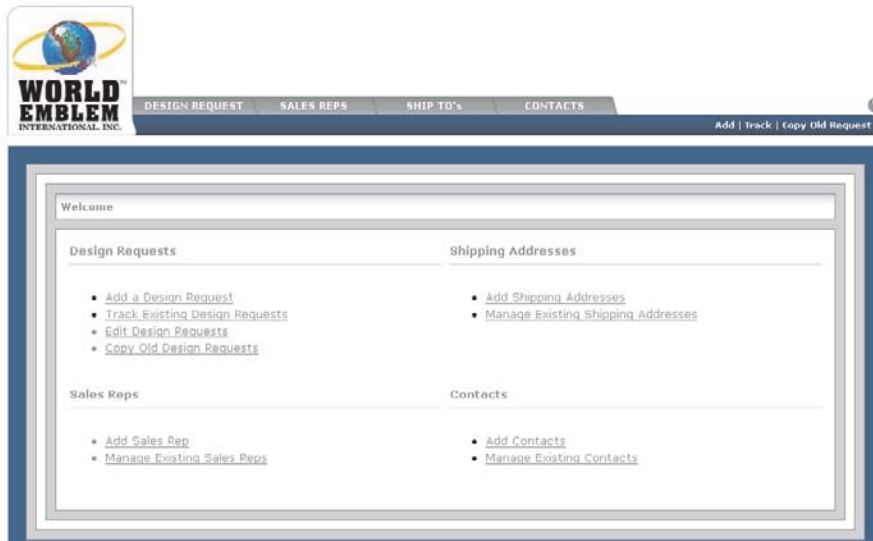 WORLD™
EMBLEM
INTERNATIONAL, INC.
DESIGN REQUEST SALES REPS SHIP TO's CONTACTS
Add | Track | Copy Old Request
Welcome
Design Requests
Add a Design Request
Track Existing Design Requests
Edit Design Requests
Copy Old Design Requests
Shipping Addresses
Add Shipping Addresses
Manage Existing Shipping Addresses
Sales Reps
Add Sales Rep
Manage Existing Sales Reps
Contacts
Add Contacts
Manage Existing Contacts